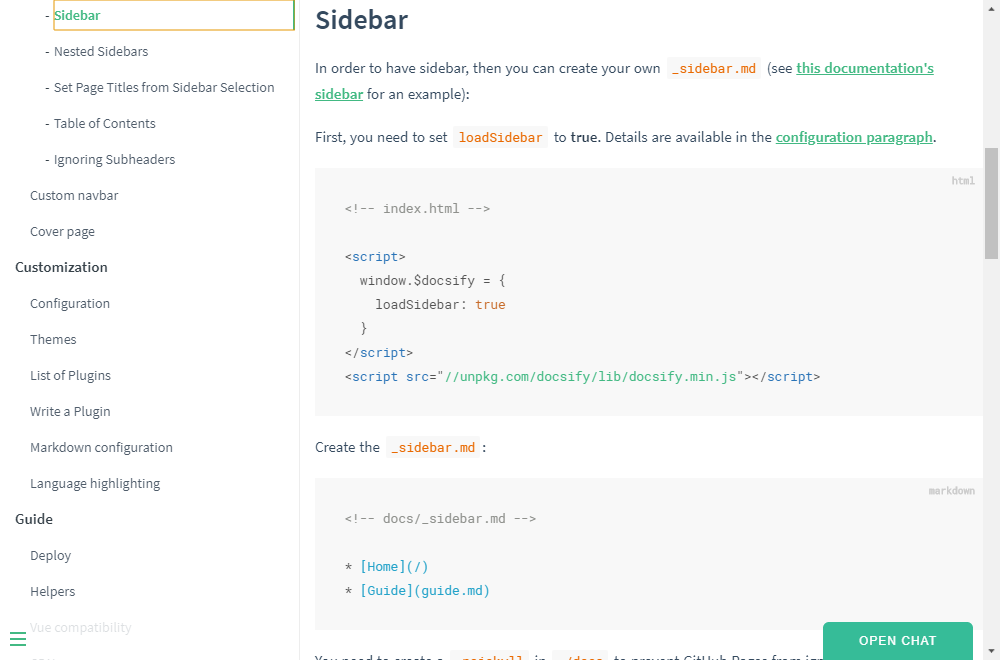 - Sidebar
- Nested Sidebars
- Set Page Titles from Sidebar Selection
- Table of Contents
- Ignoring Subheaders
Custom navbar
Cover page
Customization
Configuration
Themes
List of Plugins
Write a Plugin
Markdown configuration
Language highlighting
Guide
Deploy
Helpers
Vue compatibility
Sidebar
In order to have sidebar, then you can create your own _sidebar.md (see this documentation's
sidebar for an example):
First, you need to set loadSidebar to true. Details are available in the configuration paragraph.
html
<!-- index.html -->
<script>
window.$docsify = {
loadSidebar: true
}
</script>
<script src="//unpkg.com/docsify/lib/docsify.min.js"></script>
Create the _sidebar.md :
markdown
<!-- docs/_sidebar.md -->
* [Home](/)
* [Guide](guide.md)
You need to create a .nojekyll in ./docs to prevent GitHub Pages from
OPEN CHAT